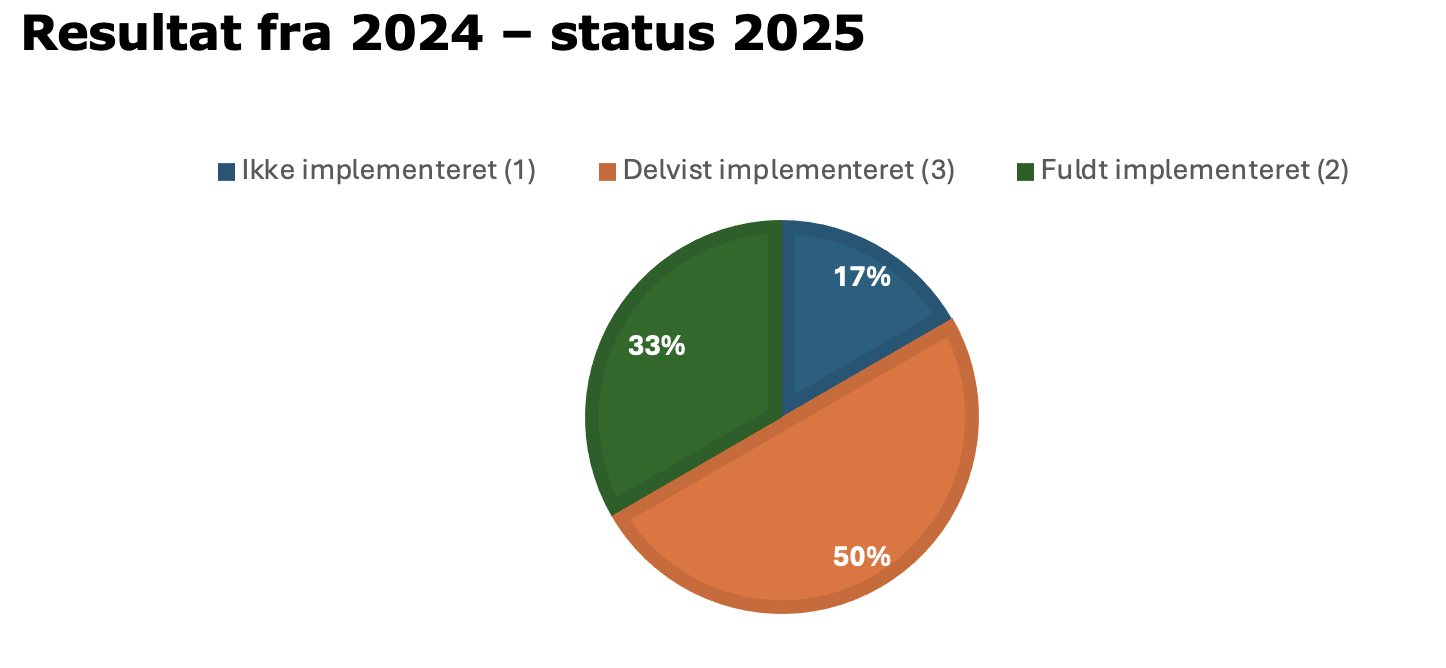 Resultat fra 2024 – status 2025
Ikke implementeret (1) Delvist implementeret (3) Fuldt implementeret (2)
17%
33%
50%